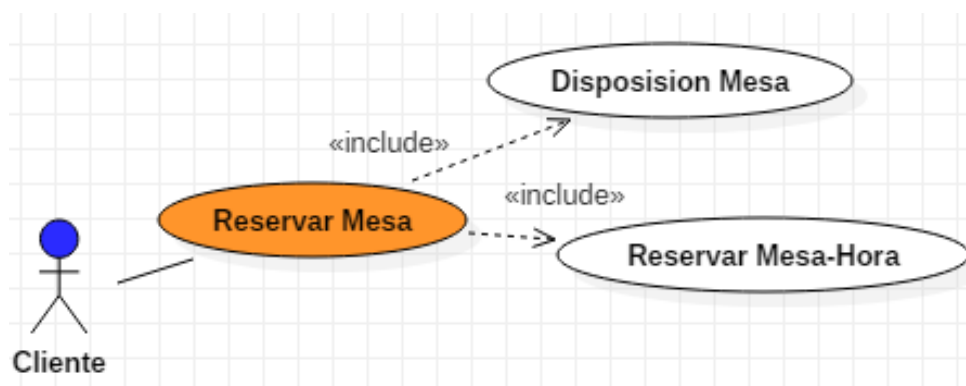 Disposision Mesa
«include»
«include»
Reservar Mesa
Reservar Mesa-Hora
Cliente